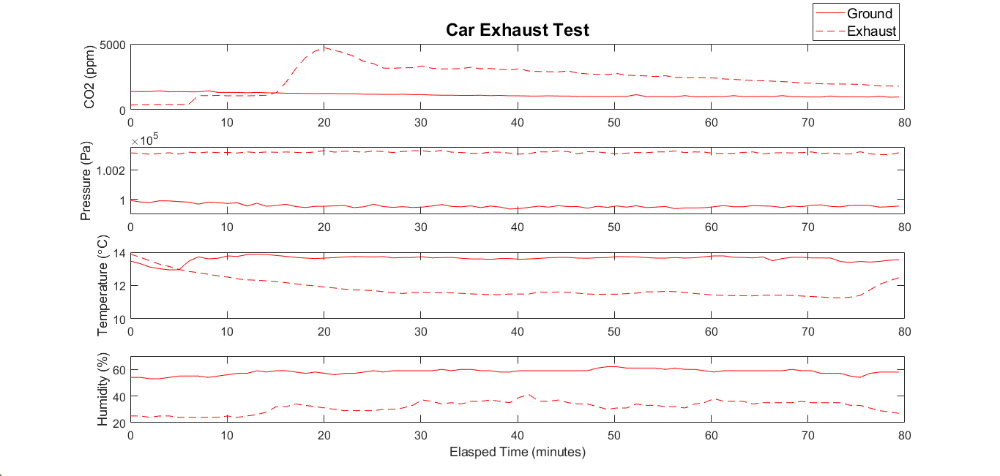 Ground
Exhaust
Car Exhaust Test
CO2 (ppm)
5000
0
0 10 20 30 40 50 60 70 80
×10^5
Pressure (Pa)
1.002
1
0 10 20 30 40 50 60 70 80
Temperature (°C)
14
12
10
0 10 20 30 40 50 60 70 80
Humidity (%)
60
40
20
0 10 20 30 40 50 60 70 80
Elasped Time (minutes)